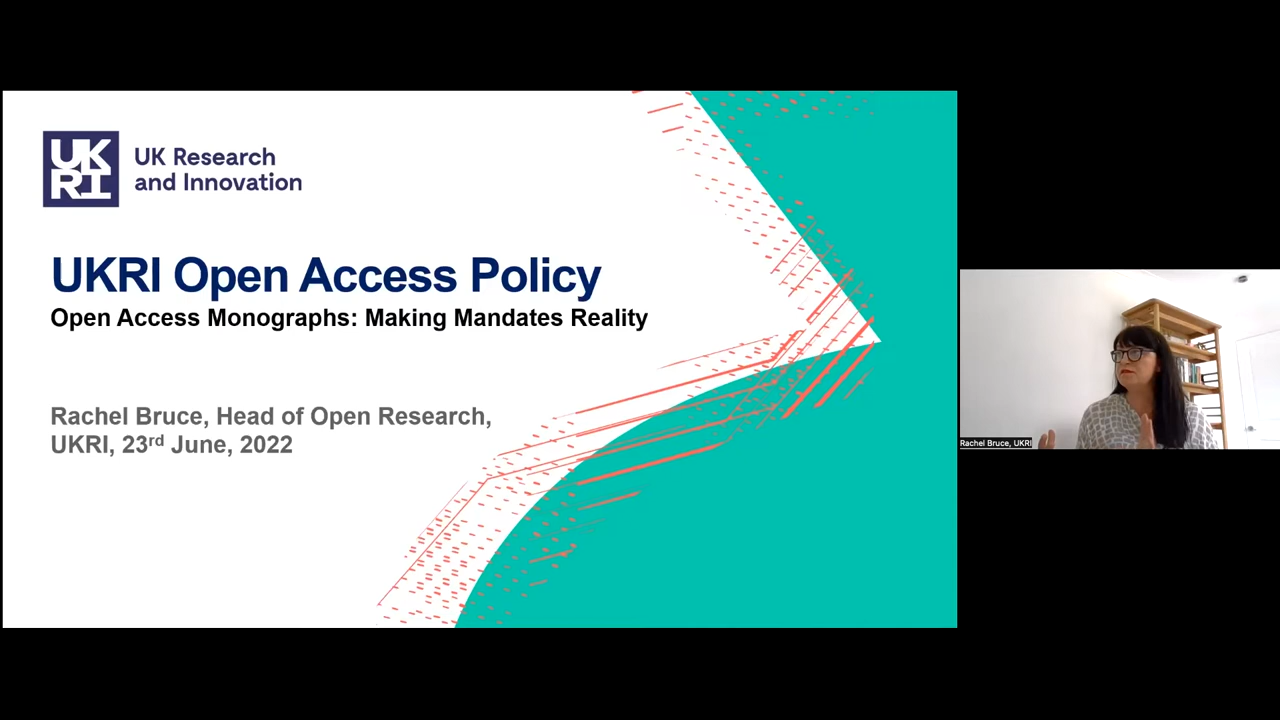 UK
RI
UK Research
and Innovation
UKRI Open Access Policy
Open Access Monographs: Making Mandates Reality
Rachel Bruce, Head of Open Research,
UKRI, 23rd June, 2022
Rachel Bruce, UKRI